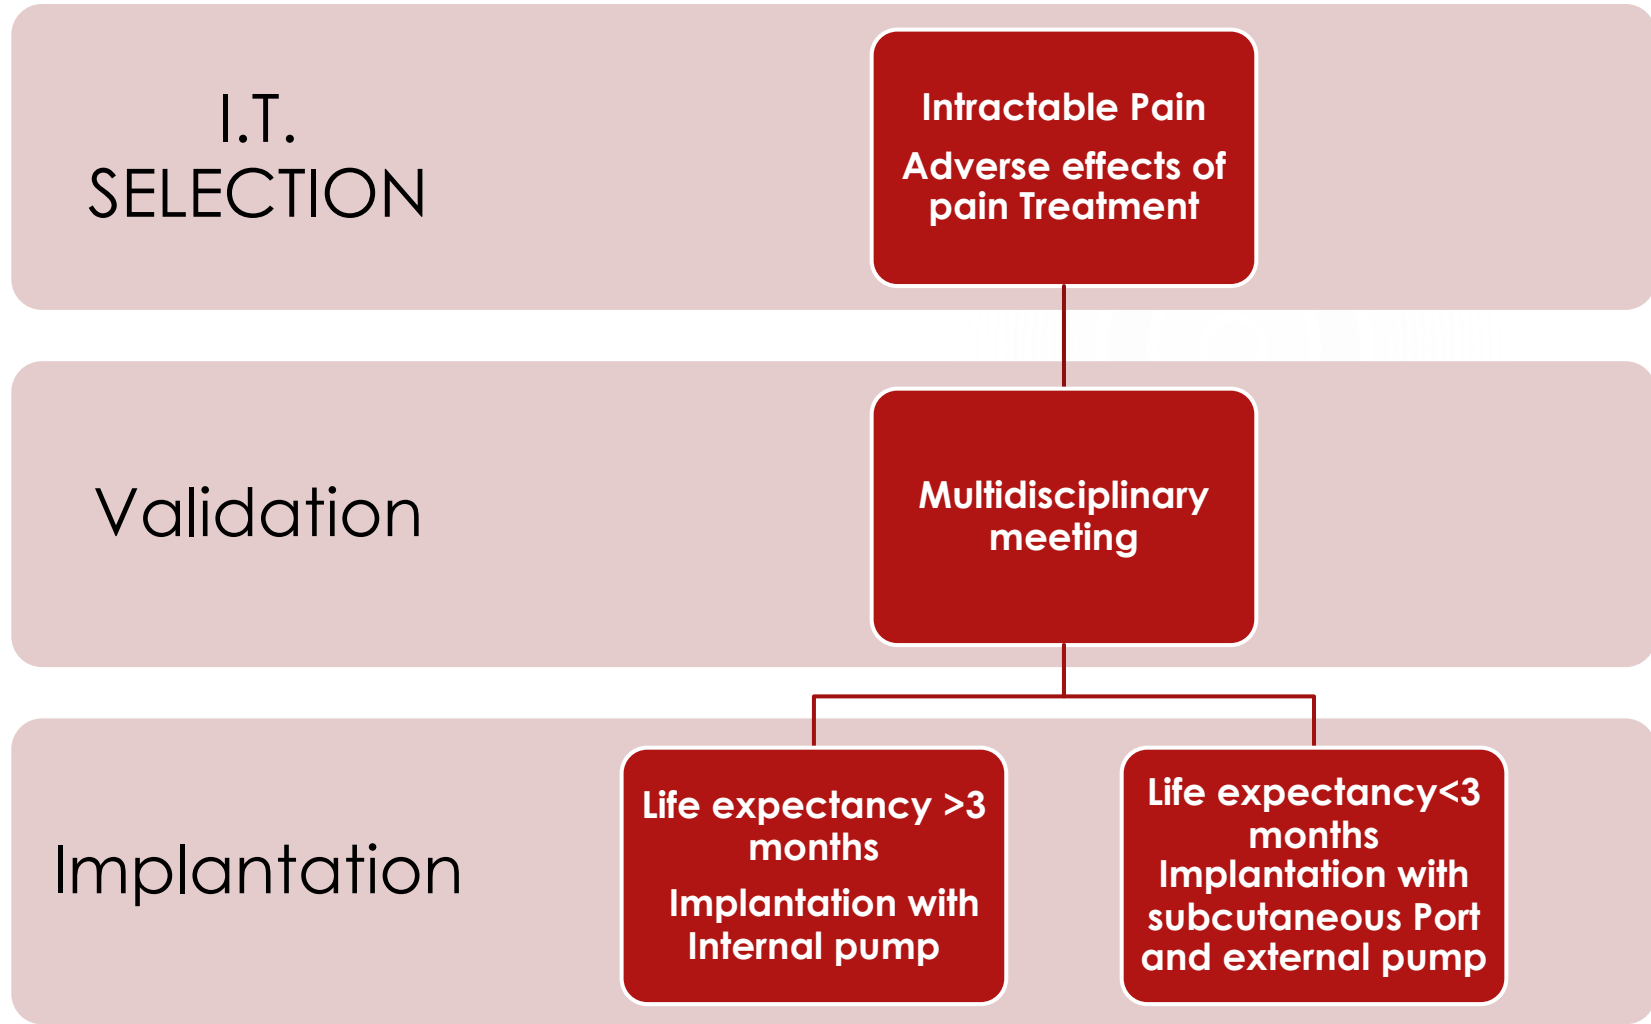 I.T.
SELECTION
Intractable Pain
Adverse effects of
pain Treatment
Validation
Multidisciplinary
meeting
Implantation
Life expectancy >3
months
Implantation with
Internal pump
Life expectancy<3
months
Implantation with
subcutaneous Port
and external pump